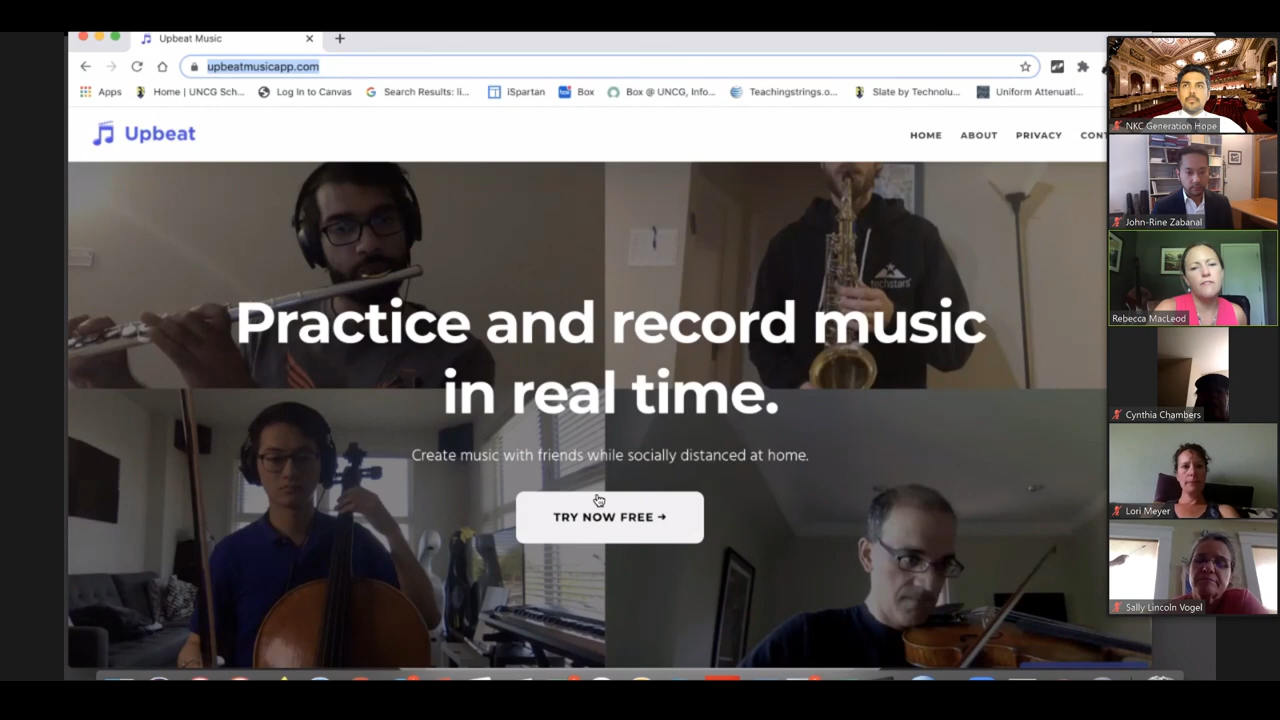 Upbeat Music
upbeatmusicapp.com
Apps Home | UNCG Sch... Log In to Canvas Search Results: li... iSpartan Box Box @ UNCG, Info... Teachingstrings.o... Slate by Technolu... Uniform Attenuati...
Upbeat
HOME ABOUT PRIVACY CONT
techstars
Practice and record music
in real time.
Create music with friends while socially distanced at home.
TRY NOW FREE →
NKC Generation Hope
John-Rine Zabanal
Rebecca MacLeod
Cynthia Chambers
Lori Meyer
Sally Lincoln Vogel